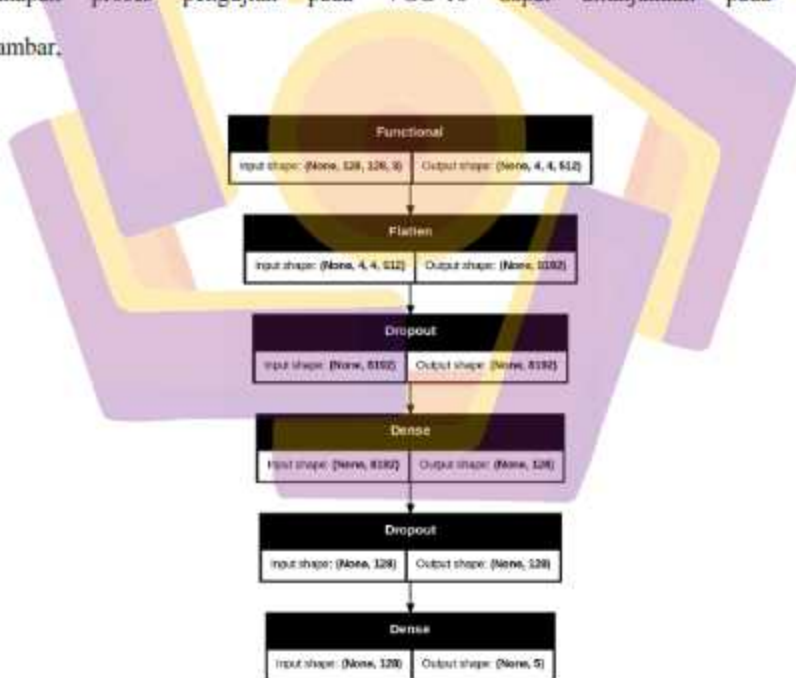 proses pengujian pada VGG-16 dapat ditunjukkan pada
ambar,
Functional
Input shape: (None, 128, 128, 3) Output shape: (None, 4, 4, 512)
Flatten
Input shape: (None, 4, 4, 512) Output shape: (None, 8192)
Dropout
Input shape: (None, 8192) Output shape: (None, 8192)
Dense
Input shape: (None, 8192) Output shape: (None, 128)
Dropout
Input shape: (None, 128) Output shape: (None, 128)
Dense
Input shape: (None, 128) Output shape: (None, 5)